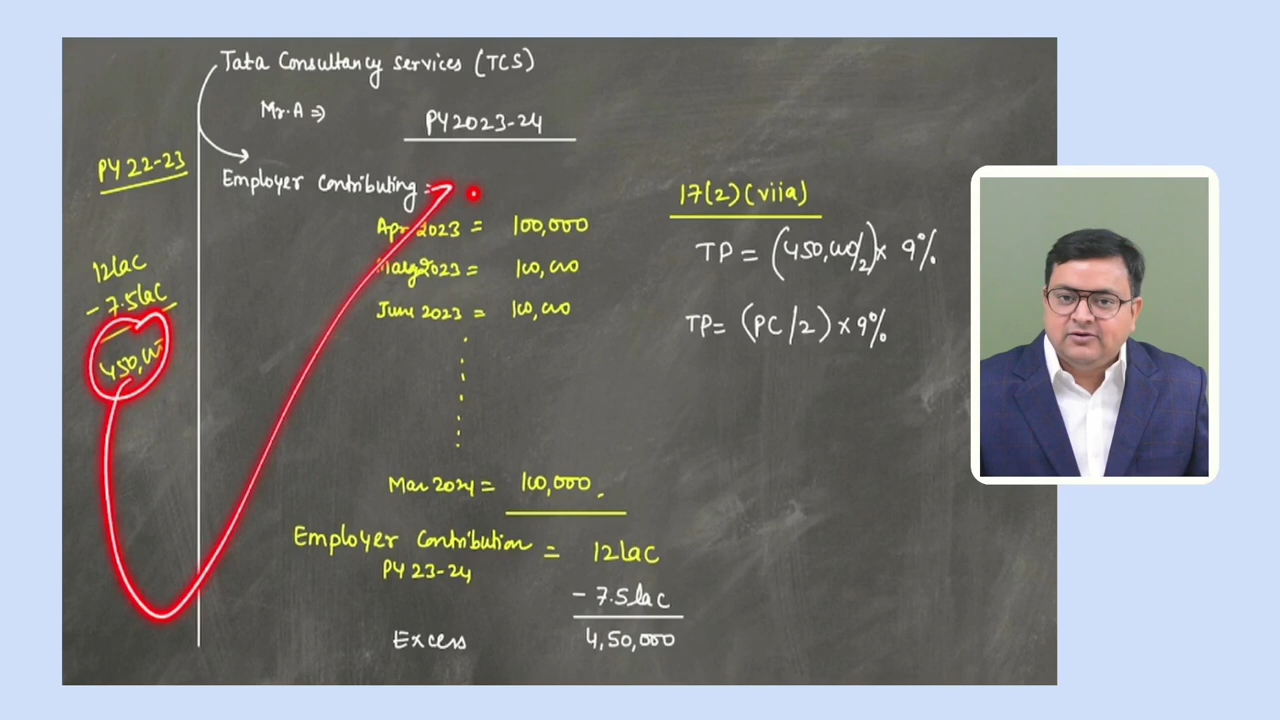 Tata Consultancy Services (TCS)
Mr. A ⇒
PY 2023-24
PY 22-23
Employer Contributing :-
12 lac
- 7.5 lac
Apr 2023 = 100,000
May 2023 = 100,000
June 2023 = 100,000
Mar 2024 = 100,000.
Employer Contribution = 12 lac
PY 23-24
- 7.5 lac
Excess 4,50,000
17(2)(viia)
TP = (450,000/2) × 9%
TP = (PC/2) × 9%